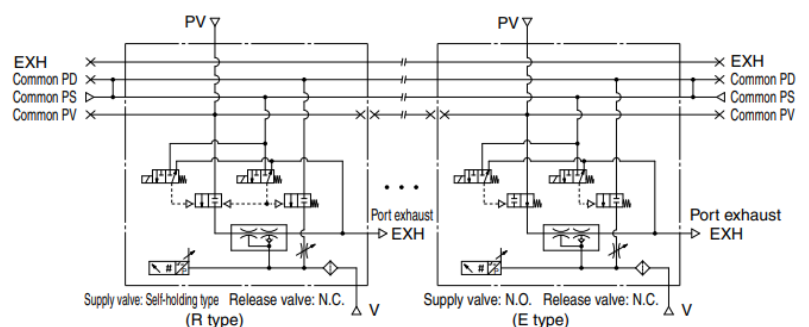 PV
PV
EXH
Common PD
Common PS
Common PV
EXH
Common PD
Common PS
Common PV
Port exhaust
EXH
Port exhaust
EXH
#
#
Supply valve: Self-holding type Release valve: N.C.
V
(R type)
Supply valve: N.O. Release valve: N.C.
V
(E type)